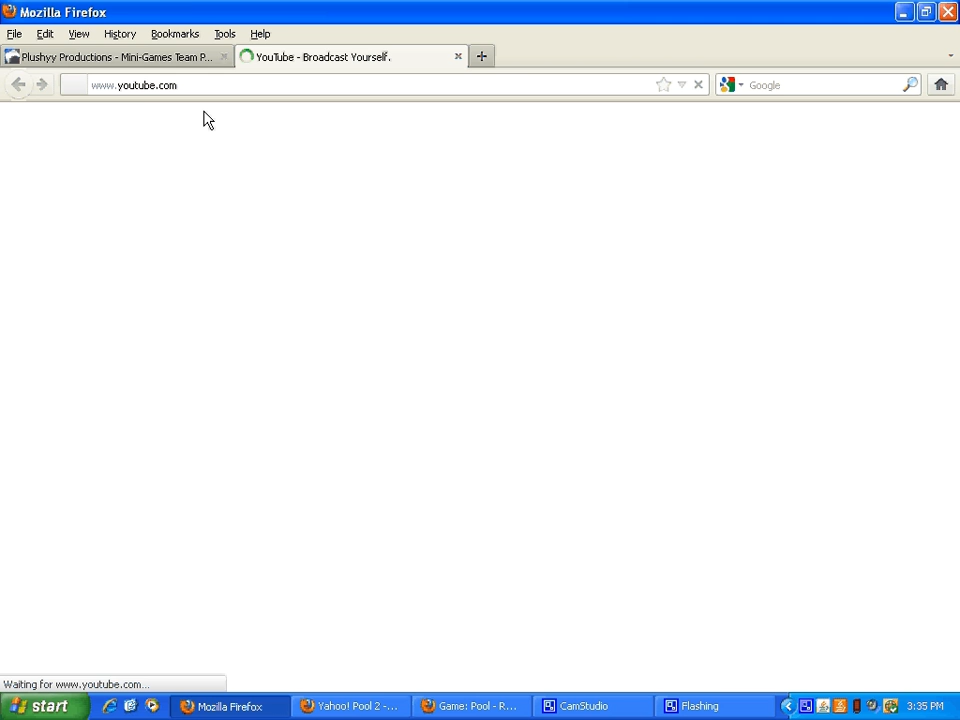 Mozilla Firefox
File Edit View History Bookmarks Tools Help
Plushyy Productions - Mini-Games Team P... YouTube - Broadcast Yourself.
www.youtube.com Google
Waiting for www.youtube.com...
start Mozilla Firefox Yahoo! Pool 2 -... Game: Pool - R... CamStudio Flashing 3:35 PM